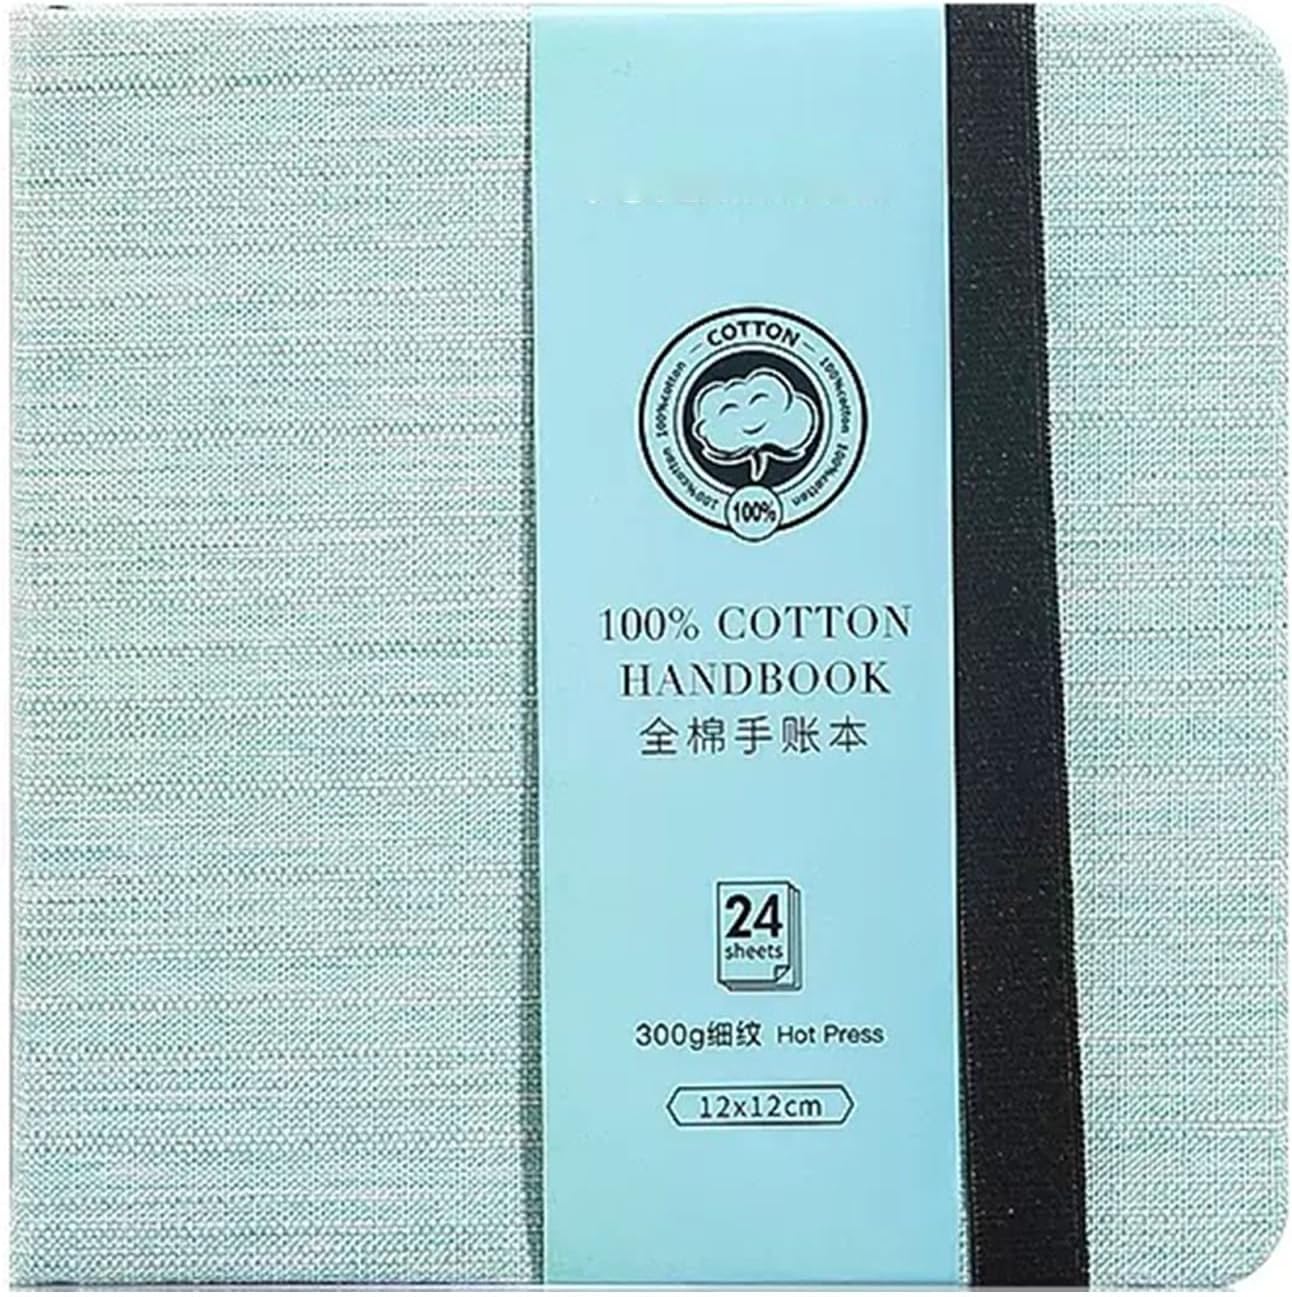 COTTON
100%cotton
100%cotton
100%cotton
100%cotton
100%
100% COTTON
HANDBOOK
全棉手账本
24
sheets
300g细纹 Hot Press
12x12cm